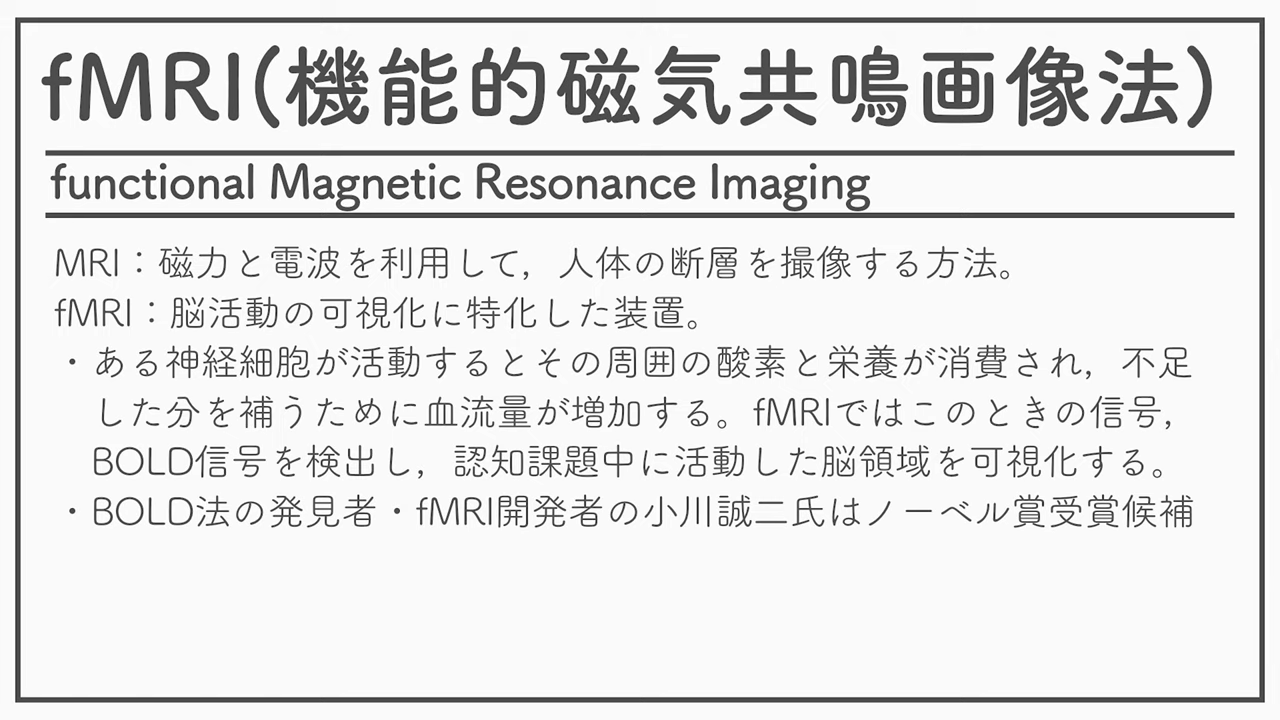 fMRI(機能的磁気共鳴画像法)
functional Magnetic Resonance Imaging
MRI：磁力と電波を利用して，人体の断層を撮像する方法。
fMRI：脳活動の可視化に特化した装置。
・ある神経細胞が活動するとその周囲の酸素と栄養が消費され，不足
した分を補うために血流量が増加する。fMRIではこのときの信号，
BOLD信号を検出し，認知課題中に活動した脳領域を可視化する。
・BOLD法の発見者・fMRI開発者の小川誠二氏はノーベル賞受賞候補